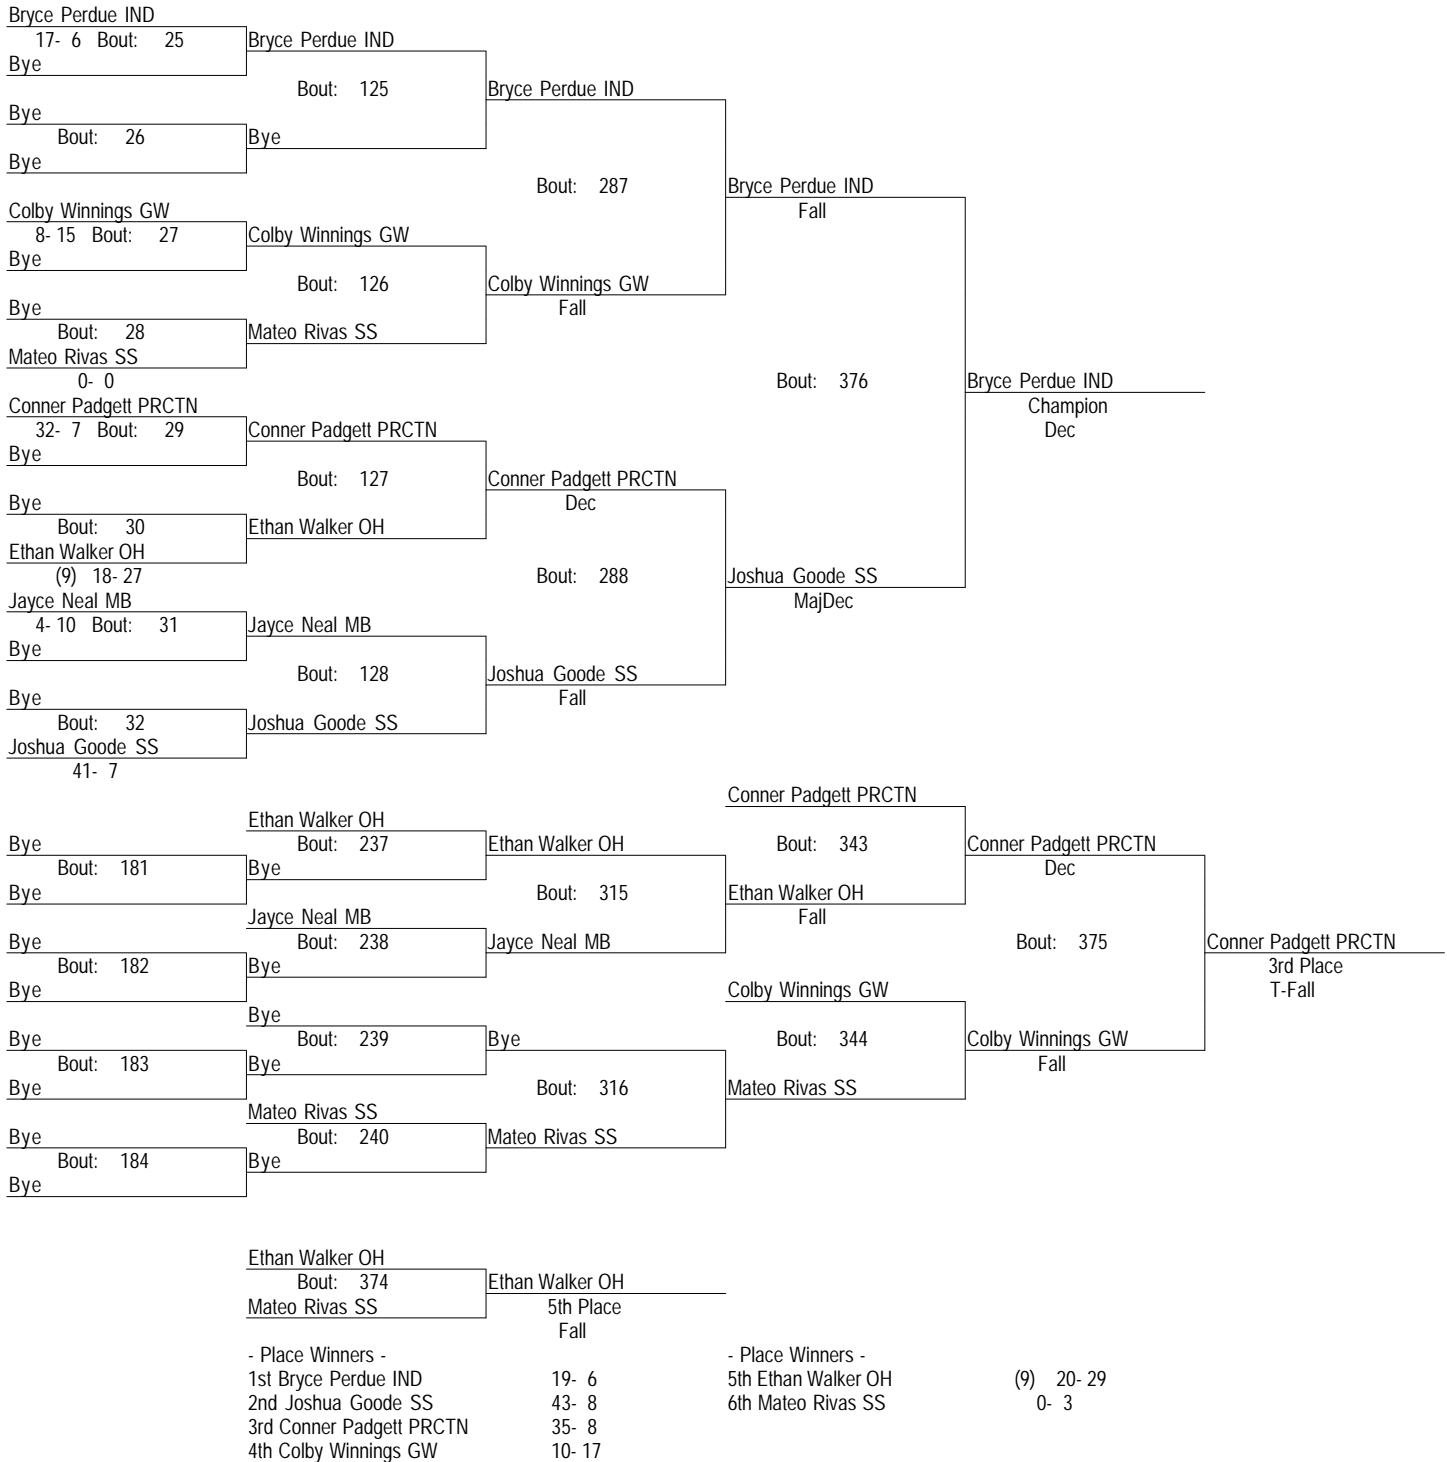 Bryce Perdue IND
17- 6 Bout: 25 Bryce Perdue IND
Bye
Bout: 125 Bryce Perdue IND
Bye
Bout: 26 Bye
Bye
Bout: 287 Bryce Perdue IND
Fall
Colby Winnings GW
8- 15 Bout: 27 Colby Winnings GW
Bye
Bout: 126 Colby Winnings GW
Bye Fall
Bout: 28 Mateo Rivas SS
Mateo Rivas SS
0- 0 Bout: 376 Bryce Perdue IND
Conner Padgett PRCTN Champion
32- 7 Bout: 29 Conner Padgett PRCTN Dec
Bye
Bout: 127 Conner Padgett PRCTN
Bye Dec
Bout: 30 Ethan Walker OH
Ethan Walker OH
(9) 18- 27 Bout: 288 Joshua Goode SS
Jayce Neal MB MajDec
4- 10 Bout: 31 Jayce Neal MB
Bye
Bout: 128 Joshua Goode SS
Bye Fall
Bout: 32 Joshua Goode SS
Joshua Goode SS
41- 7
Conner Padgett PRCTN
Ethan Walker OH
Bye Bout: 237 Ethan Walker OH Bout: 343 Conner Padgett PRCTN
Bout: 181 Bye Dec
Bye Bout: 315 Ethan Walker OH
Jayce Neal MB Fall
Bye Bout: 238 Jayce Neal MB Bout: 375 Conner Padgett PRCTN
Bout: 182 Bye 3rd Place
Bye Colby Winnings GW T-Fall
Bye
Bye Bout: 239 Bye Bout: 344 Colby Winnings GW
Bout: 183 Bye Fall
Bye Bout: 316 Mateo Rivas SS
Mateo Rivas SS
Bye Bout: 240 Mateo Rivas SS
Bout: 184 Bye
Bye
Ethan Walker OH
Bout: 374 Ethan Walker OH
Mateo Rivas SS 5th Place
Fall
- Place Winners - - Place Winners -
1st Bryce Perdue IND 19- 6 5th Ethan Walker OH (9) 20- 29
2nd Joshua Goode SS 43- 8 6th Mateo Rivas SS 0- 3
3rd Conner Padgett PRCTN 35- 8
4th Colby Winnings GW 10- 17